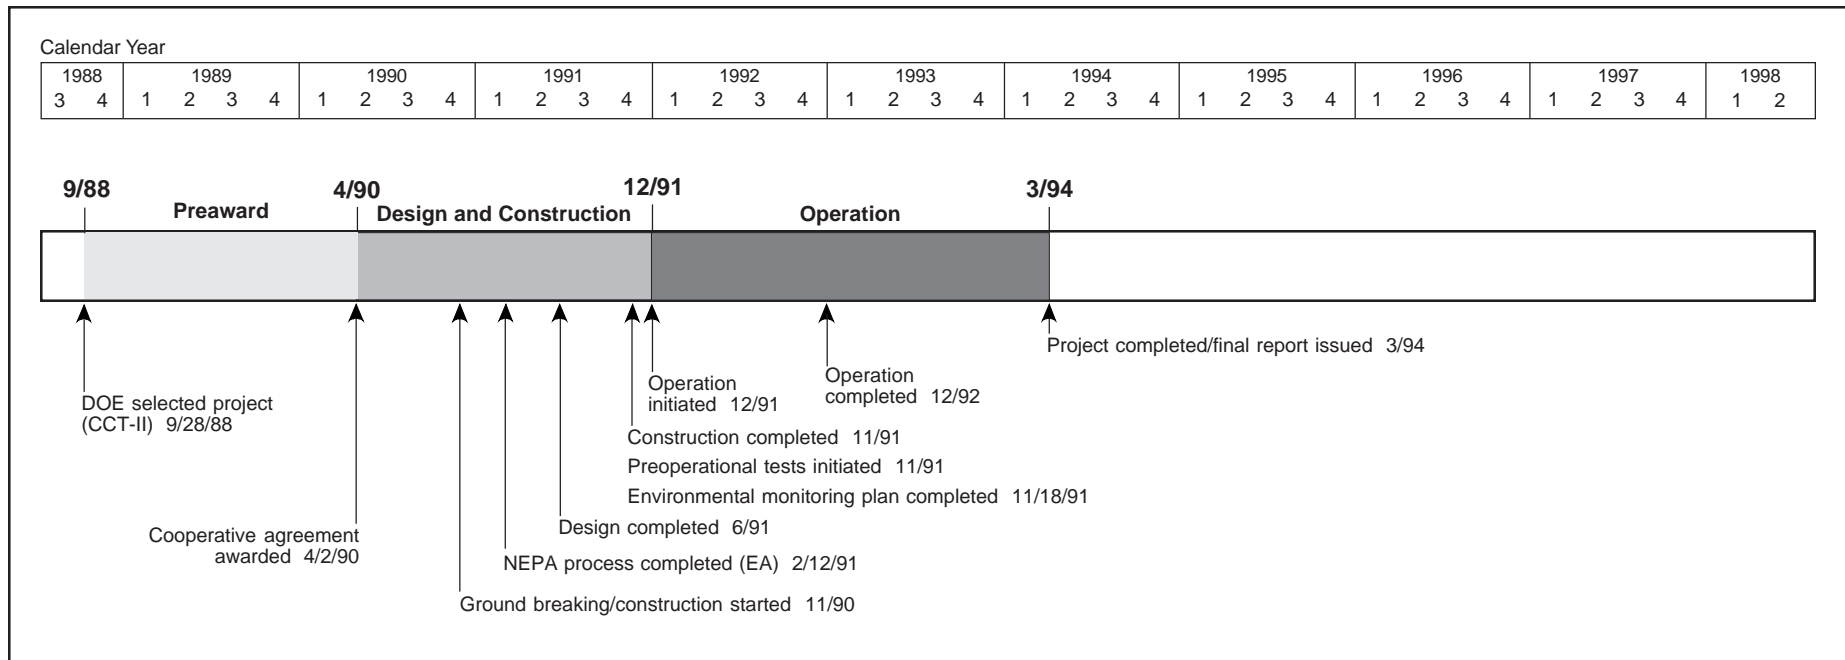 Calendar Year
1988 1989 1990 1991 1992 1993 1994 1995 1996 1997 1998
3 4 1 2 3 4 1 2 3 4 1 2 3 4 1 2 3 4 1 2 3 4 1 2 3 4 1 2 3 4 1 2 3 4 1 2 3 4 1 2
9/88 4/90 12/91 3/94
Preaward Design and Construction Operation
Project completed/final report issued 3/94
Operation
completed 12/92
Operation
initiated 12/91
DOE selected project
(CCT-II) 9/28/88
Construction completed 11/91
Preoperational tests initiated 11/91
Environmental monitoring plan completed 11/18/91
Design completed 6/91
Cooperative agreement
awarded 4/2/90
NEPA process completed (EA) 2/12/91
Ground breaking/construction started 11/90